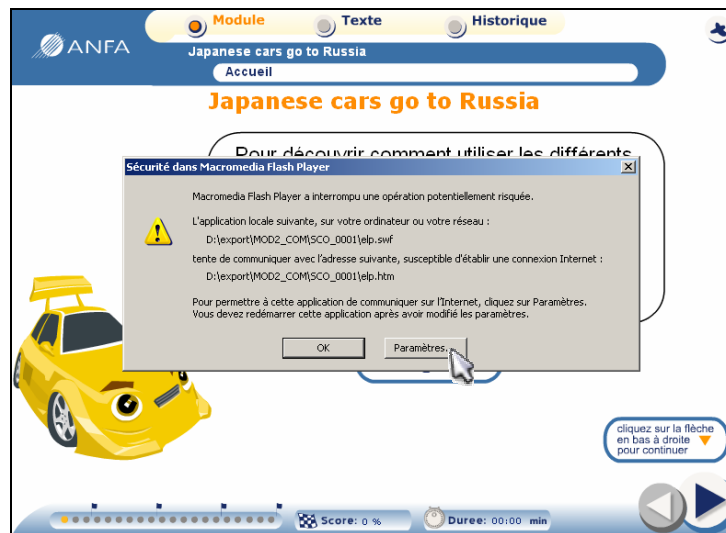 ANFA
Module
Texte
Historique
Japanese cars go to Russia
Accueil
Japanese cars go to Russia
Pour découvrir comment utiliser les différents
Sécurité dans Macromedia Flash Player
Macromedia Flash Player a interrompu une opération potentiellement risquée.
L'application locale suivante, sur votre ordinateur ou votre réseau :
D:\export\MOD2_COM\SCO_0001\elp.swf
tente de communiquer avec l'adresse suivante, susceptible d'établir une connexion Internet :
D:\export\MOD2_COM\SCO_0001\elp.htm
Pour permettre à cette application de communiquer sur l'Internet, cliquez sur Paramètres.
Vous devez redémarrer cette application après avoir modifié les paramètres.
OK
Paramètres...
cliquez sur la flèche
en bas à droite
pour continuer
Score: 0 %
Duree: 00:00 min